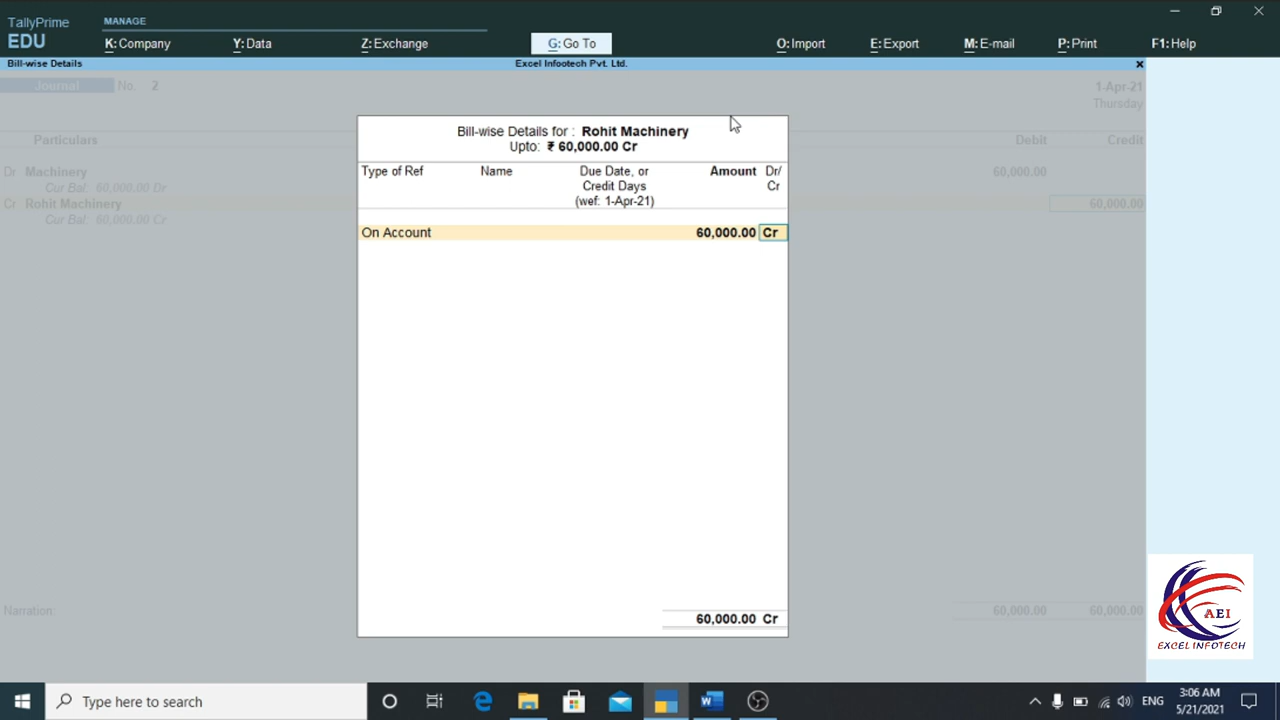 TallyPrime
EDU
MANAGE
K: Company Y: Data Z: Exchange G: Go To O: Import E: Export M: E-mail P: Print F1: Help
Bill-wise Details Excel Infotech Pvt. Ltd. x
Journal No. 2 1-Apr-21
Thursday
Particulars Debit Credit
Dr Machinery 60,000.00
Cur Bal: 60,000.00 Dr
Cr Rohit Machinery 60,000.00
Cur Bal: 60,000.00 Cr
Bill-wise Details for : Rohit Machinery
Upto: ₹ 60,000.00 Cr
Type of Ref Name Due Date, or Amount Dr/
Credit Days Cr
(wef: 1-Apr-21)
On Account 60,000.00 Cr
60,000.00 Cr
Narration: 60,000.00 60,000.00
AEI
EXCEL INFOTECH
Type here to search
ENG
3:06 AM
5/21/2021